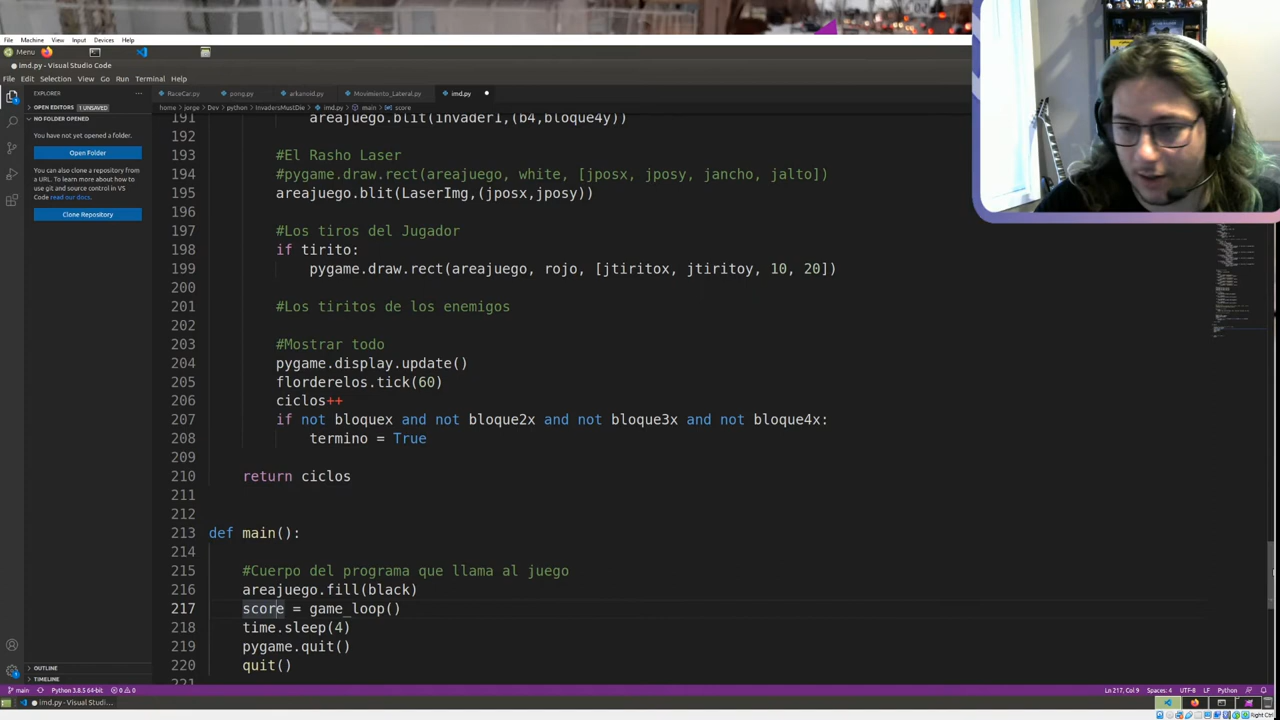 File Machine View Input Devices Help
Menu
imd.py - Visual Studio Code
File Edit Selection View Go Run Terminal Help
EXPLORER
RaceCar.py pong.py arkanoid.py Movimiento_Lateral.py imd.py
OPEN EDITORS 1 UNSAVED
home > jorge > Dev > python > InvadersMustDie > imd.py > main > score
NO FOLDER OPENED
You have not yet opened a folder.
Open Folder
You can also clone a repository
from a URL. To learn more about
how to use git and source control in VS
Code read our docs.
Clone Repository
191 areajuego.blit(invader1,(b4,bloque4y))
192
193 #El Rasho Laser
194 #pygame.draw.rect(areajuego, white, [jposx, jposy, jancho, jalto])
195 areajuego.blit(LaserImg,(jposx,jposy))
196
197 #Los tiros del Jugador
198 if tirito:
199 pygame.draw.rect(areajuego, rojo, [jtiritox, jtiritoy, 10, 20])
200
201 #Los tiritos de los enemigos
202
203 #Mostrar todo
204 pygame.display.update()
205 florderelos.tick(60)
206 ciclos++
207 if not bloquex and not bloque2x and not bloque3x and not bloque4x:
208 termino = True
209
210 return ciclos
211
212
213 def main():
214
215 #Cuerpo del programa que llama al juego
216 areajuego.fill(black)
217 score = game_loop()
218 time.sleep(4)
219 pygame.quit()
220 quit()
221
OUTLINE
TIMELINE
main Python 3.8.5 64-bit 0 0 Ln 217, Col 9 Spaces: 4 UTF-8 LF Python
imd.py - Visual Studi...
Right Ctrl